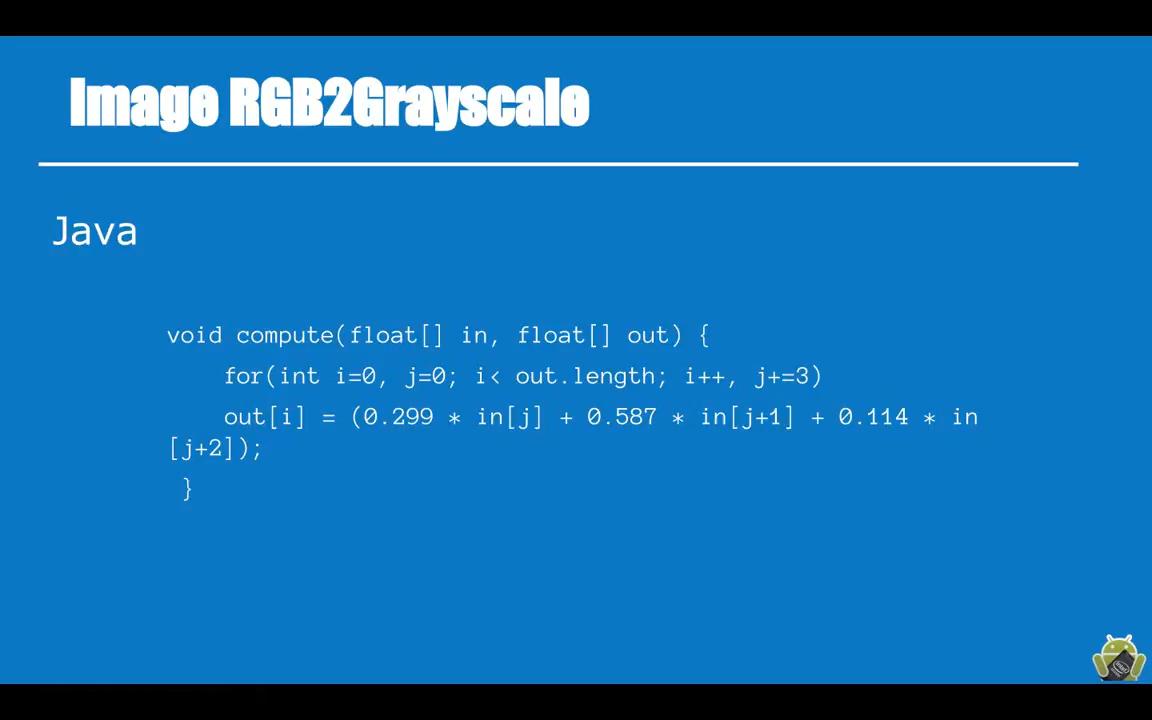 Image RGB2Grayscale
Java
void compute(float[] in, float[] out) {
for(int i=0, j=0; i< out.length; i++, j+=3)
out[i] = (0.299 * in[j] + 0.587 * in[j+1] + 0.114 * in
[j+2]);
}
(intel)